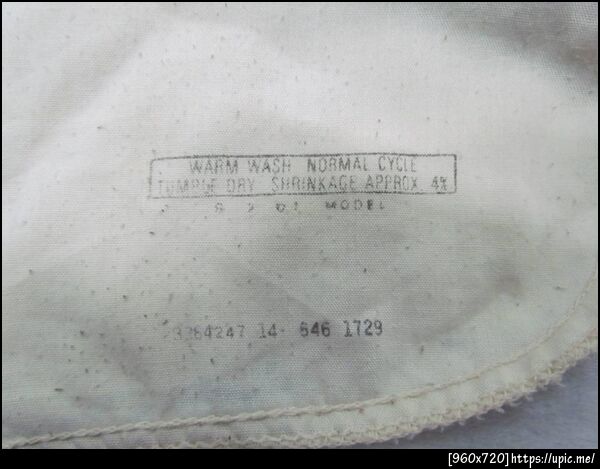 WARM WASH NORMAL CYCLE
TUMBLE DRY SHRINKAGE APPROX. 4%
MODEL
14- 646 1729
[960x720]https://upic.me/